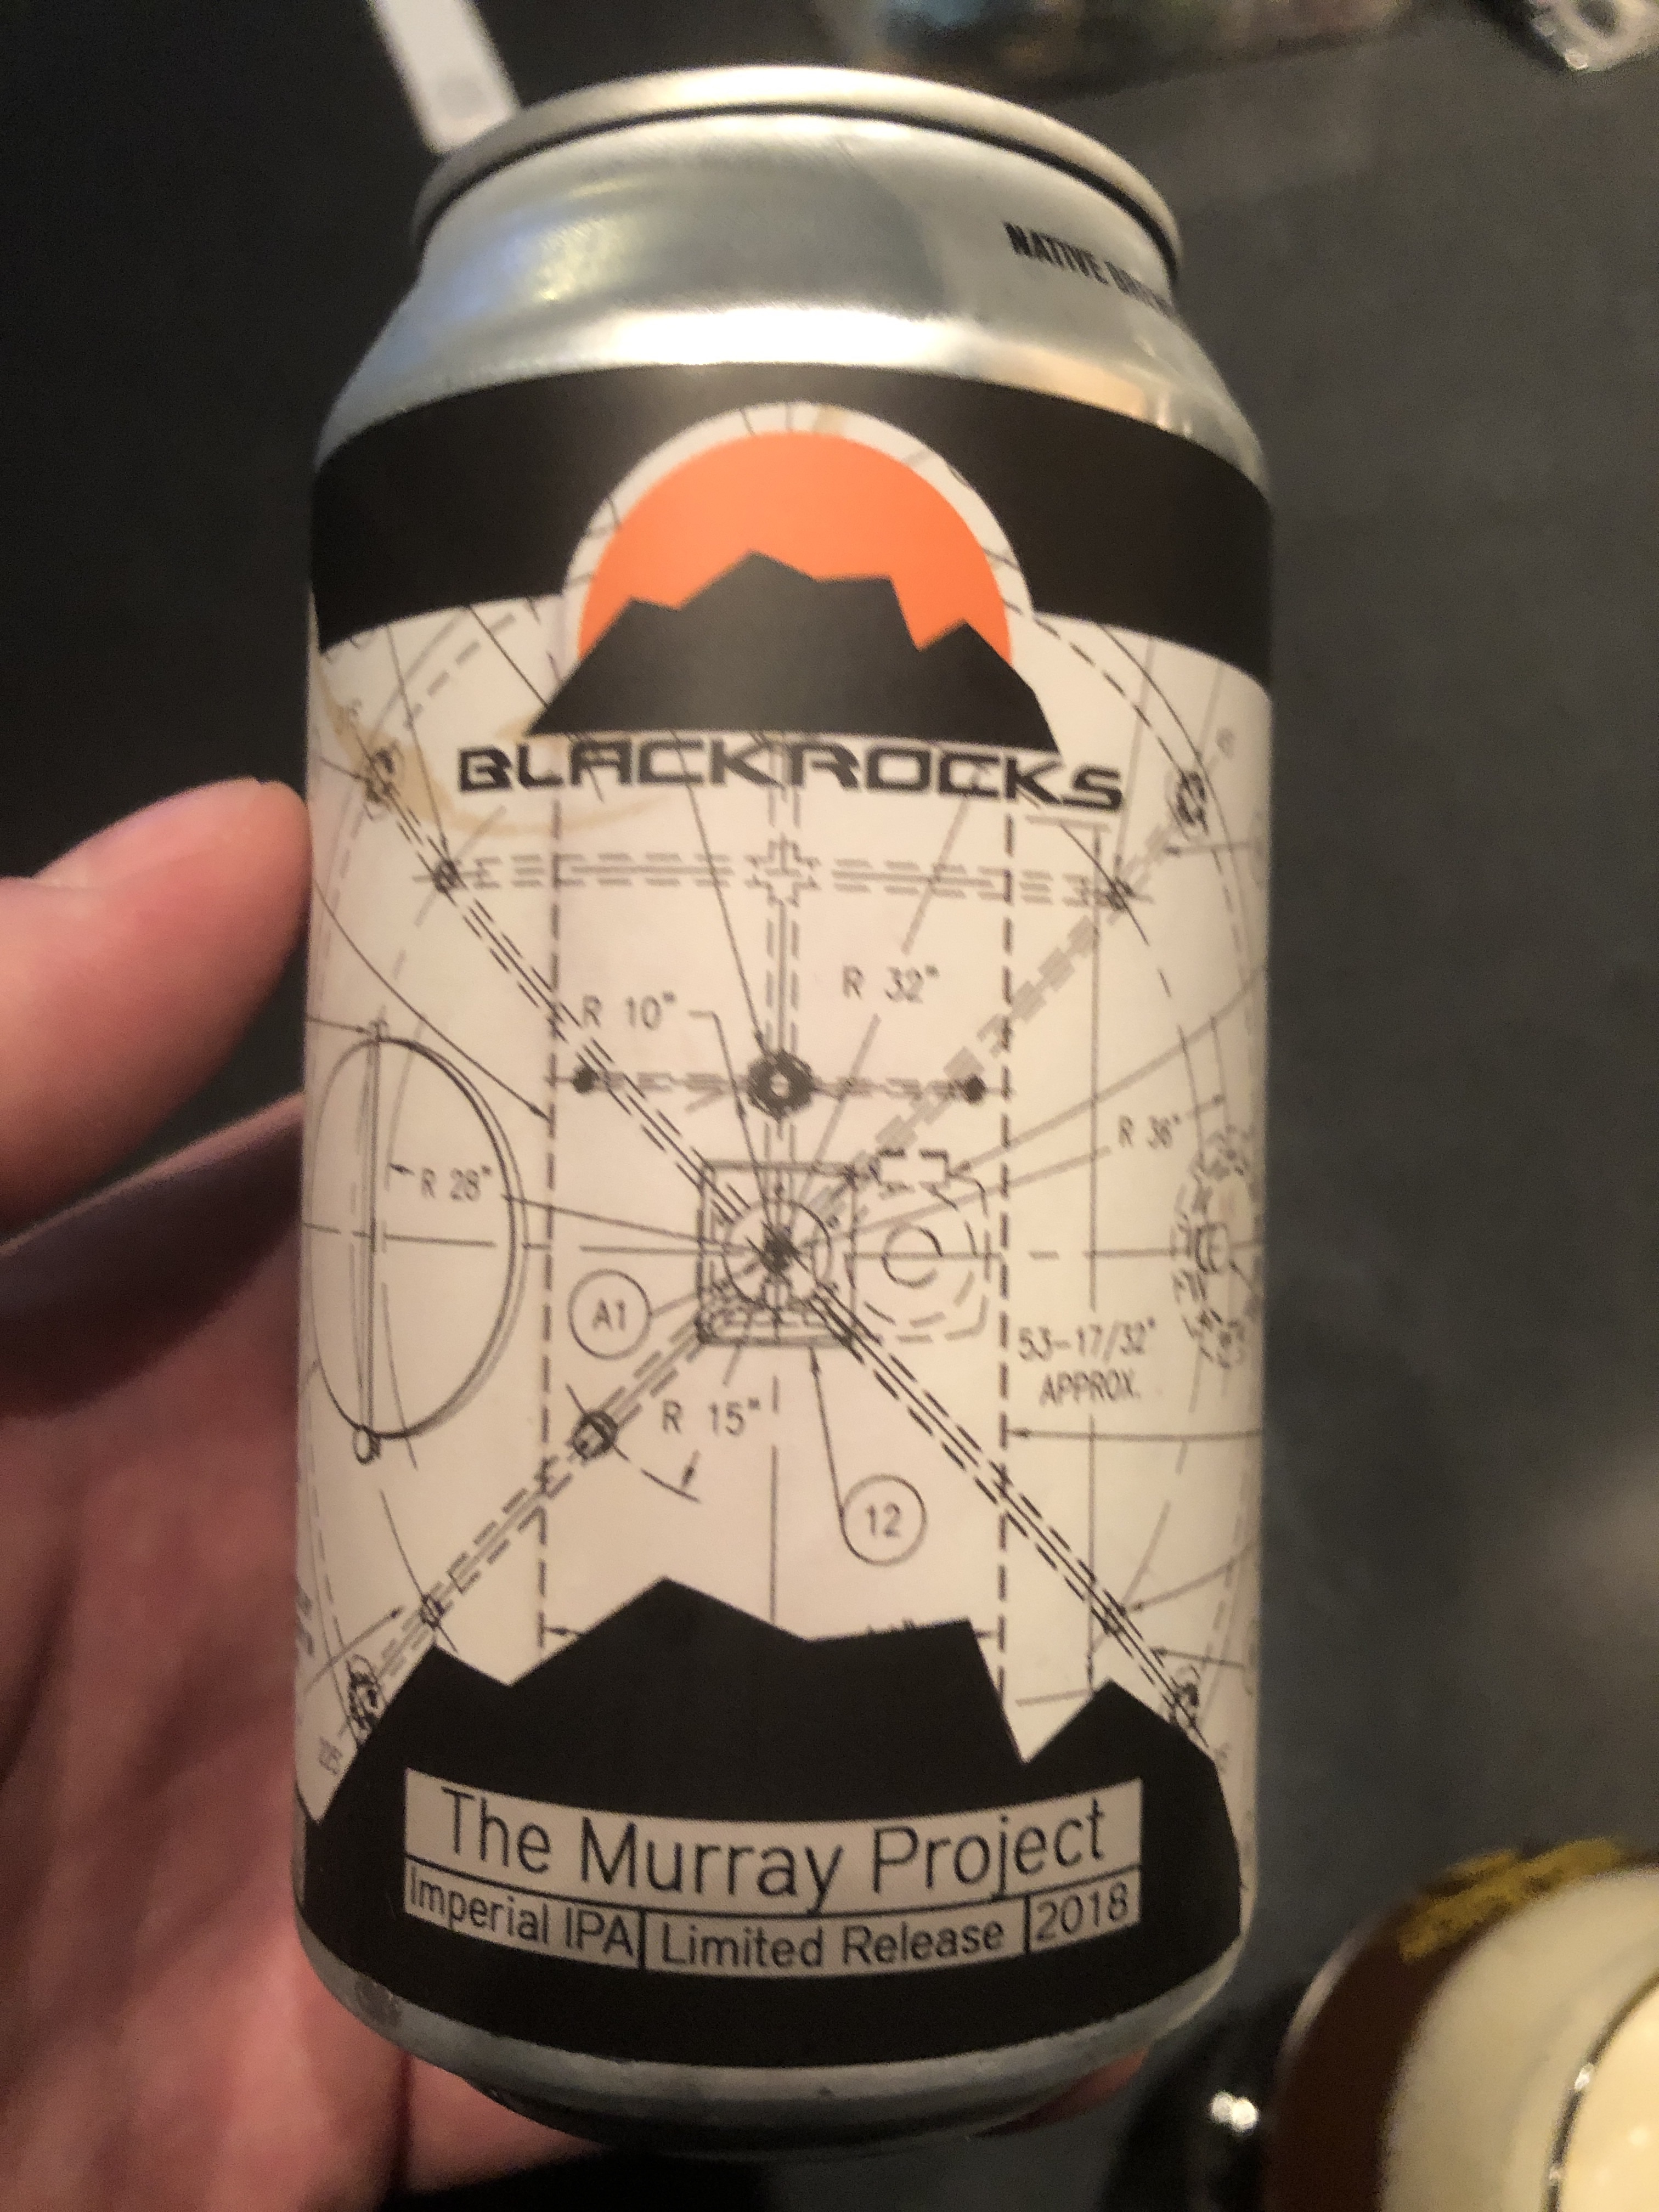 NATIVE
BLACKROCKS
R 32"
R 10"
R 36"
R 28"
A1
53-17/32"
APPROX.
R 15"
12
The Murray Project
Imperial IPA Limited Release 2018